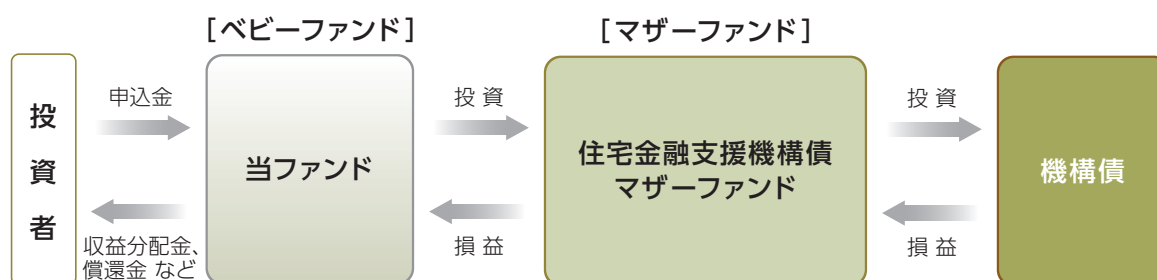 [ベビーファンド]
[マザーファンド]
投資者
申込金
収益分配金、
償還金 など
当ファンド
投 資
損 益
住宅金融支援機構債
マザーファンド
投 資
損 益
機構債